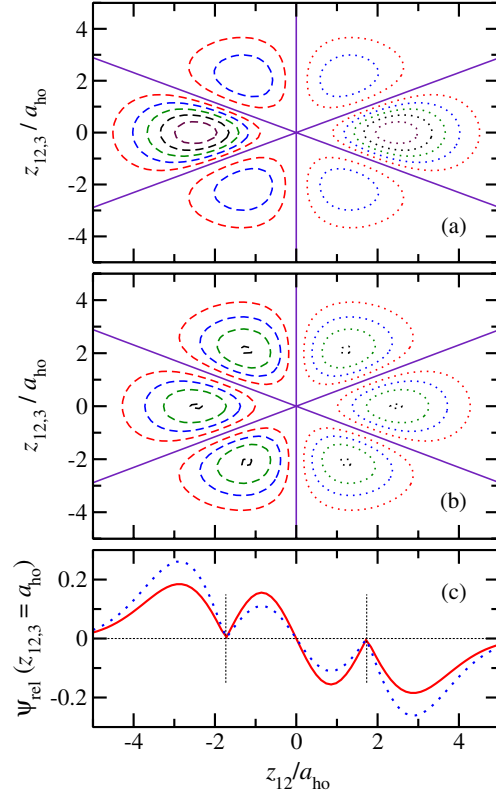 4
2
0
-2
-4
z12,3 / aho
(a)
4
2
0
-2
-4
z12,3 / aho
(b)
0.2
0
-0.2
Ψrel (z12,3 = aho)
(c)
-4 -2 0 2 4
z12/aho